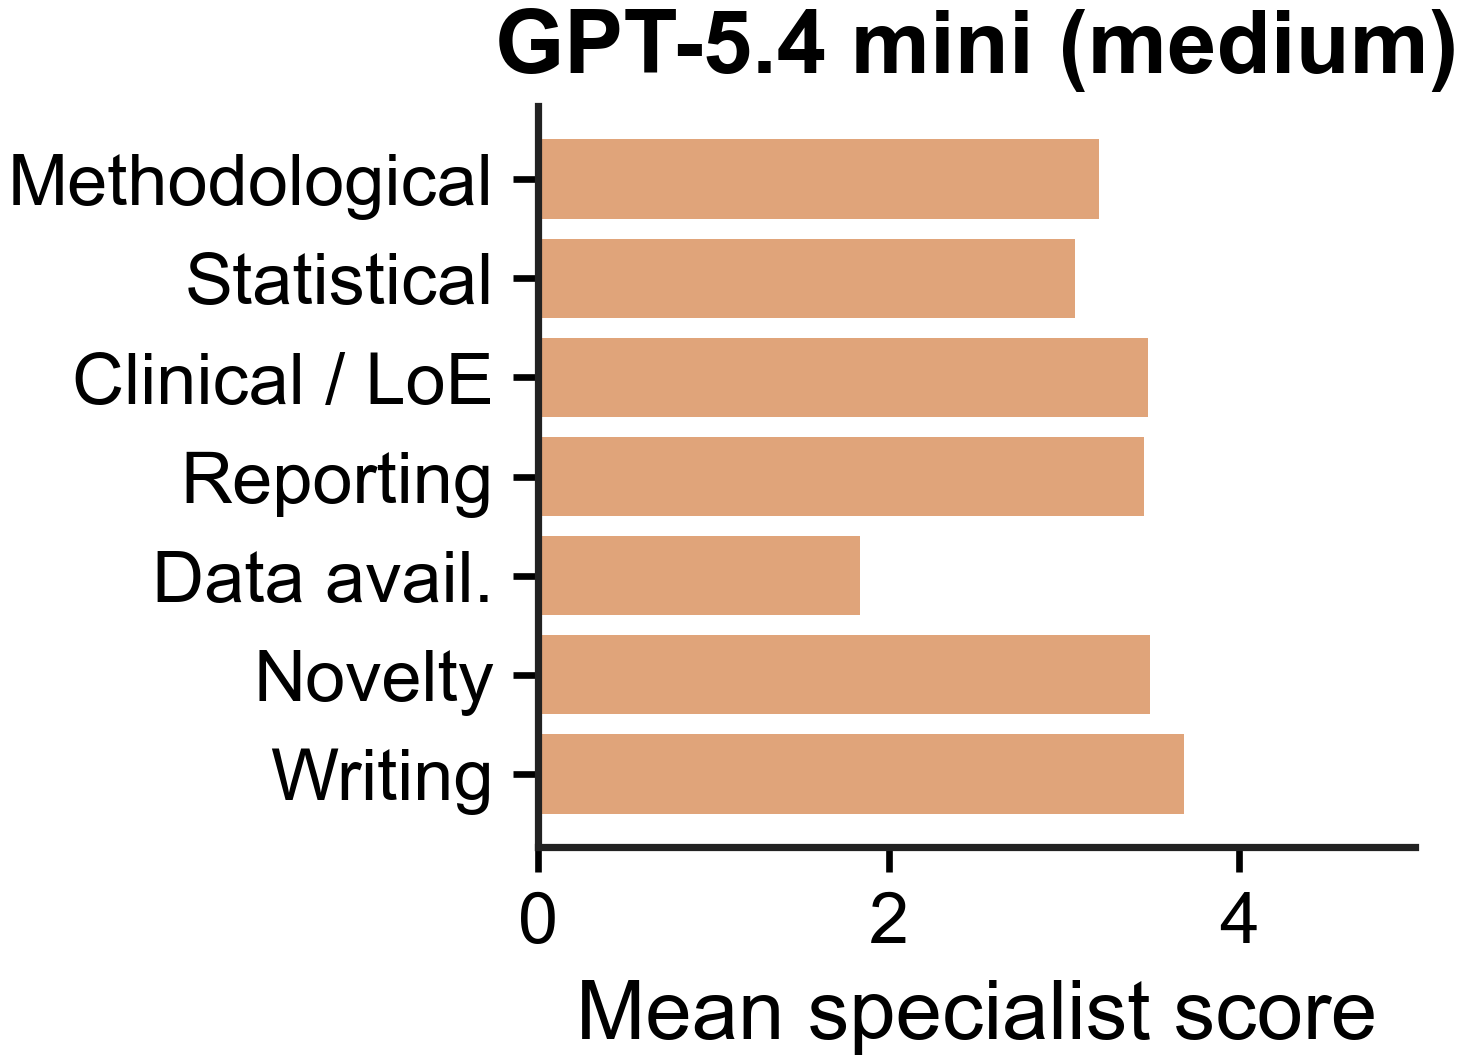 GPT-5.4 mini (medium)
Methodological
Statistical
Clinical / LoE
Reporting
Data avail.
Novelty
Writing
0 2 4
Mean specialist score